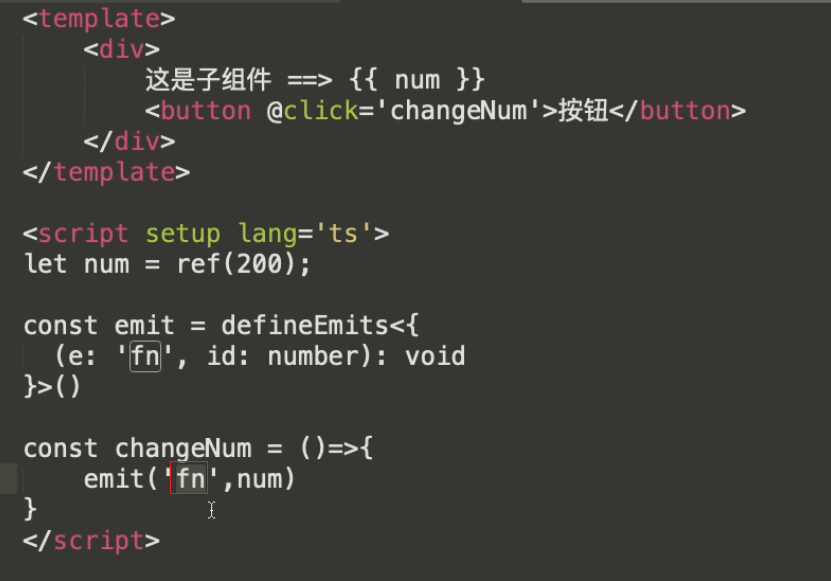 <template>
    <div>
        这是子组件 ==> {{ num }}
        <button @click='changeNum'>按钮</button>
    </div>
</template>

<script setup lang='ts'>
let num = ref(200);

const emit = defineEmits<{
  (e: 'fn', id: number): void
}>()

const changeNum = ()=>{
    emit('fn',num)
}
</script>